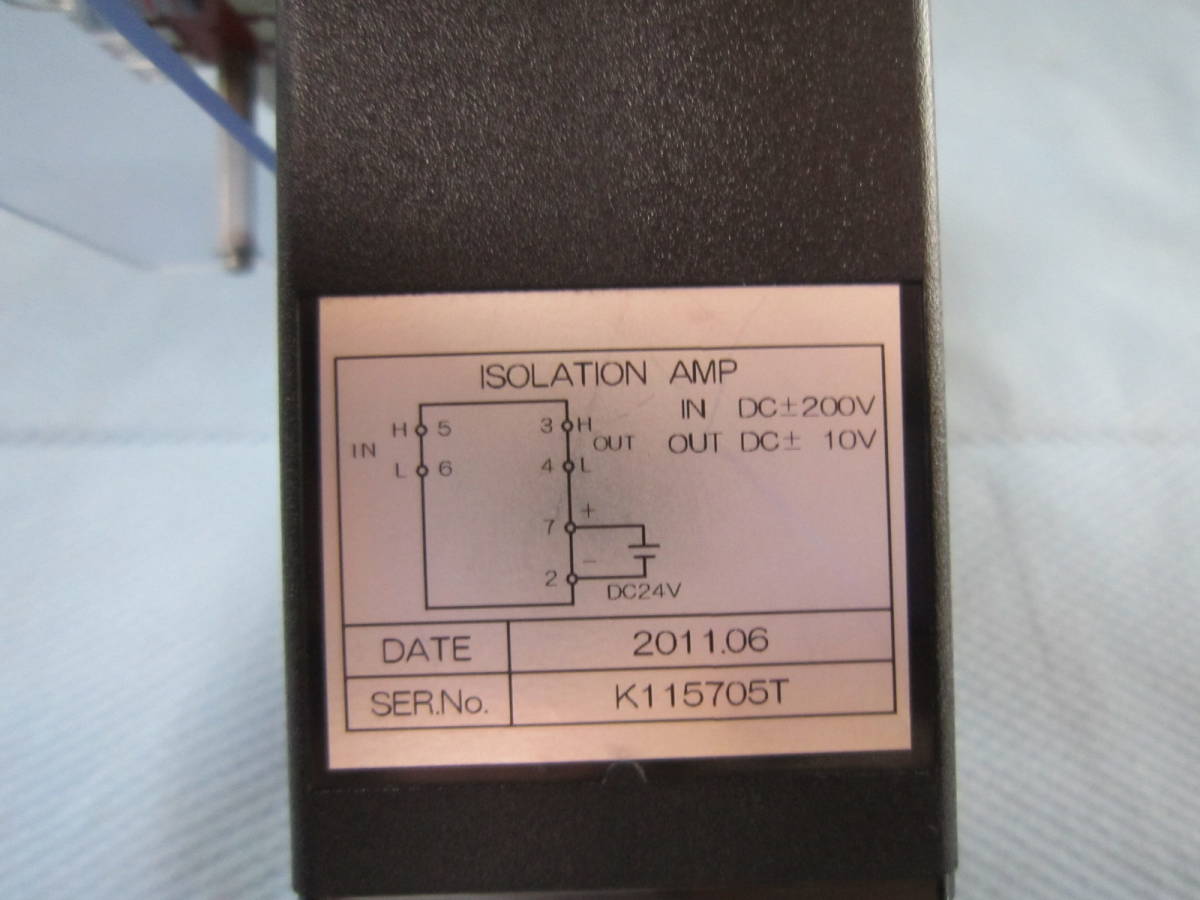 ISOLATION AMP
IN DC±200V
OUT DC± 10V
IN
H 5
L 6
3 H
OUT
4 L
7 +
2 −
DC24V
DATE 2011.06
SER.No. K115705T